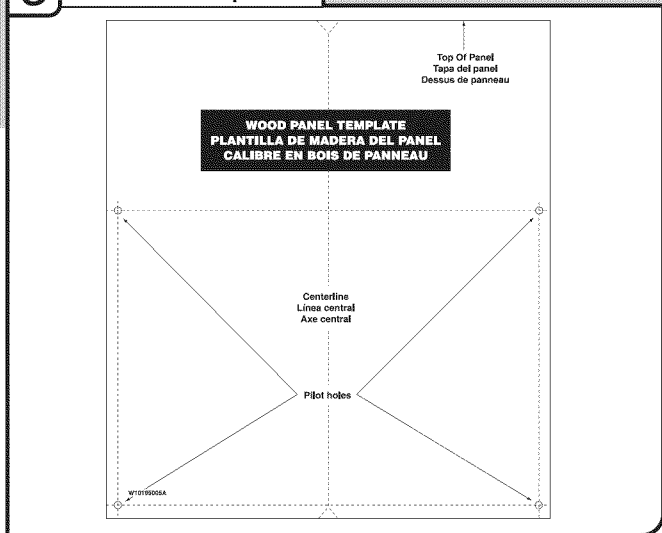 Top Of Panel
Tapa del panel
Dessus de panneau
WOOD PANEL TEMPLATE
PLANTILLA DE MADERA DEL PANEL
CALIBRE EN BOIS DE PANNEAU
Centerline
Línea central
Axe central
Pilot holes
W10195005A